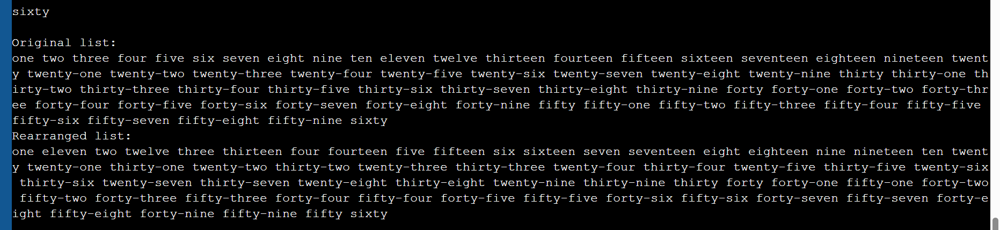 sixty
Original list:
one two three four five six seven eight nine ten eleven twelve thirteen fourteen fifteen sixteen seventeen eighteen nineteen twent
y twenty-one twenty-two twenty-three twenty-four twenty-five twenty-six twenty-seven twenty-eight twenty-nine thirty thirty-one th
irty-two thirty-three thirty-four thirty-five thirty-six thirty-seven thirty-eight thirty-nine forty forty-one forty-two forty-thr
ee forty-four forty-five forty-six forty-seven forty-eight forty-nine fifty fifty-one fifty-two fifty-three fifty-four fifty-five
fifty-six fifty-seven fifty-eight fifty-nine sixty
Rearranged list:
one eleven two twelve three thirteen four fourteen five fifteen six sixteen seven seventeen eight eighteen nine nineteen ten twent
y twenty-one thirty-one twenty-two thirty-two twenty-three thirty-three twenty-four thirty-four twenty-five thirty-five twenty-six
thirty-six twenty-seven thirty-seven twenty-eight thirty-eight twenty-nine thirty-nine thirty forty forty-one fifty-one forty-two
fifty-two forty-three fifty-three forty-four fifty-four forty-five fifty-five forty-six fifty-six forty-seven fifty-seven forty-e
ight fifty-eight forty-nine fifty-nine fifty sixty